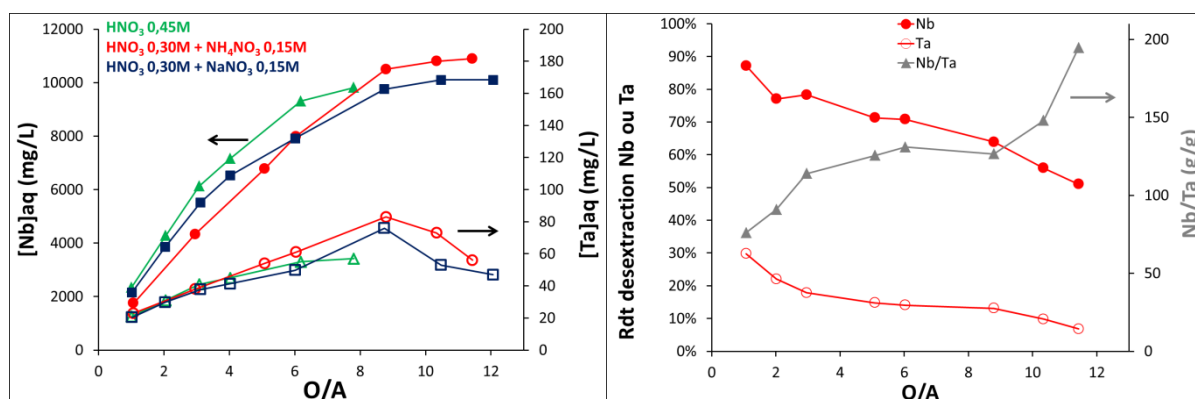 HNO₃ 0,45M
HNO₃ 0,30M + NH₄NO₃ 0,15M
HNO₃ 0,30M + NaNO₃ 0,15M
[Nb]aq (mg/L)
12000
10000
8000
6000
4000
2000
0
200
180
160
140
120
100
80
60
40
20
0
[Ta]aq (mg/L)
0 2 4 6 8 10 12
O/A
Nb
Ta
Nb/Ta
Rdt desextraction Nb ou Ta
100%
90%
80%
70%
60%
50%
40%
30%
20%
10%
0%
200
150
100
50
0
Nb/Ta (g/g)
0 2 4 6 8 10 12
O/A